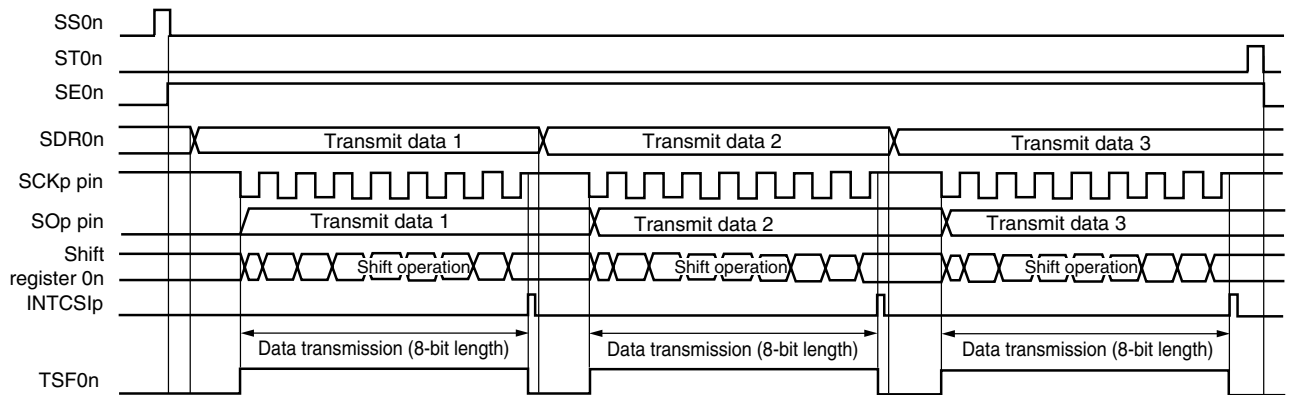 SS0n
ST0n
SE0n
SDR0n Transmit data 1 Transmit data 2 Transmit data 3
SCKp pin
SOp pin Transmit data 1 Transmit data 2 Transmit data 3
Shift
register 0n Shift operation Shift operation Shift operation
INTCSIp
Data transmission (8-bit length) Data transmission (8-bit length) Data transmission (8-bit length)
TSF0n